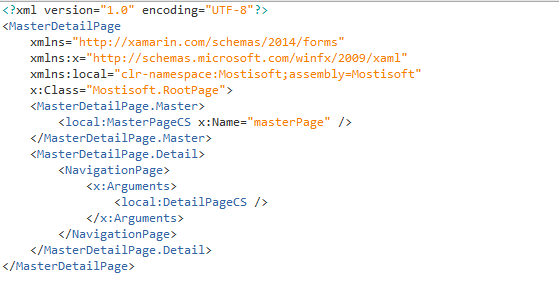 <?xml version="1.0" encoding="UTF-8"?>
<MasterDetailPage
    xmlns="http://xamarin.com/schemas/2014/forms"
    xmlns:x="http://schemas.microsoft.com/winfx/2009/xaml"
    xmlns:local="clr-namespace:Mostisoft;assembly=Mostisoft"
    x:Class="Mostisoft.RootPage">
    <MasterDetailPage.Master>
        <local:MasterPageCS x:Name="masterPage" />
    </MasterDetailPage.Master>
    <MasterDetailPage.Detail>
        <NavigationPage>
            <x:Arguments>
                <local:DetailPageCS />
            </x:Arguments>
        </NavigationPage>
    </MasterDetailPage.Detail>
</MasterDetailPage>